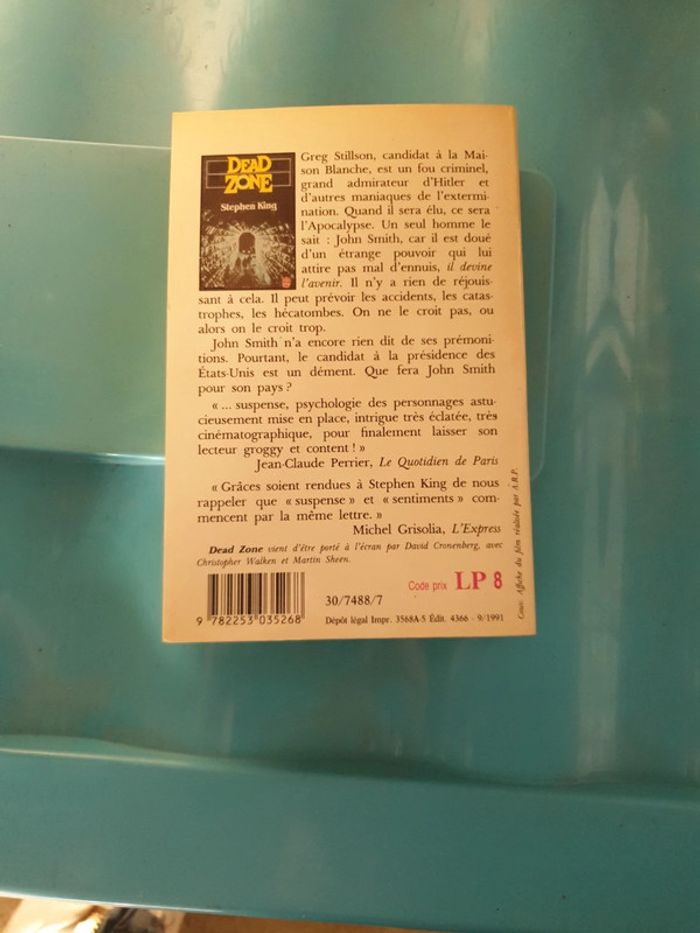 DEAD
ZONE
Stephen King
Greg Stillson, candidat à la Mai-
son Blanche, est un fou criminel,
grand admirateur d'Hitler et
d'autres maniaques de l'extermi-
nation. Quand il sera élu, ce sera
l'Apocalypse. Un seul homme le
sait : John Smith, car il est doué
d'un étrange pouvoir qui lui
attire pas mal d'ennuis, il devine
l'avenir. Il n'y a rien de réjouis-
sant à cela. Il peut prévoir les accidents, les catas-
trophes, les hécatombes. On ne le croit pas, ou
alors on le croit trop.
John Smith n'a encore rien dit de ses prémoni-
tions. Pourtant, le candidat à la présidence des
États-Unis est un dément. Que fera John Smith
pour son pays ?
« ... suspense, psychologie des personnages astu-
cieusement mise en place, intrigue très éclatée, très
cinématographique, pour finalement laisser son
lecteur groggy et content ! »
Jean-Claude Perrier, Le Quotidien de Paris
« Grâces soient rendues à Stephen King de nous
rappeler que « suspense » et « sentiments » com-
mencent par la même lettre. »
Michel Grisolia, L'Express
Dead Zone vient d'être porté à l'écran par David Cronenberg, avec
Christopher Walken et Martin Sheen.
9 782253 035268
30/7488/7
Code prix LP 8
Dépôt légal Impr. 3568A-5 Édit. 4366 - 9/1991
Couv. Affiche du film réalisée par A.R.P.